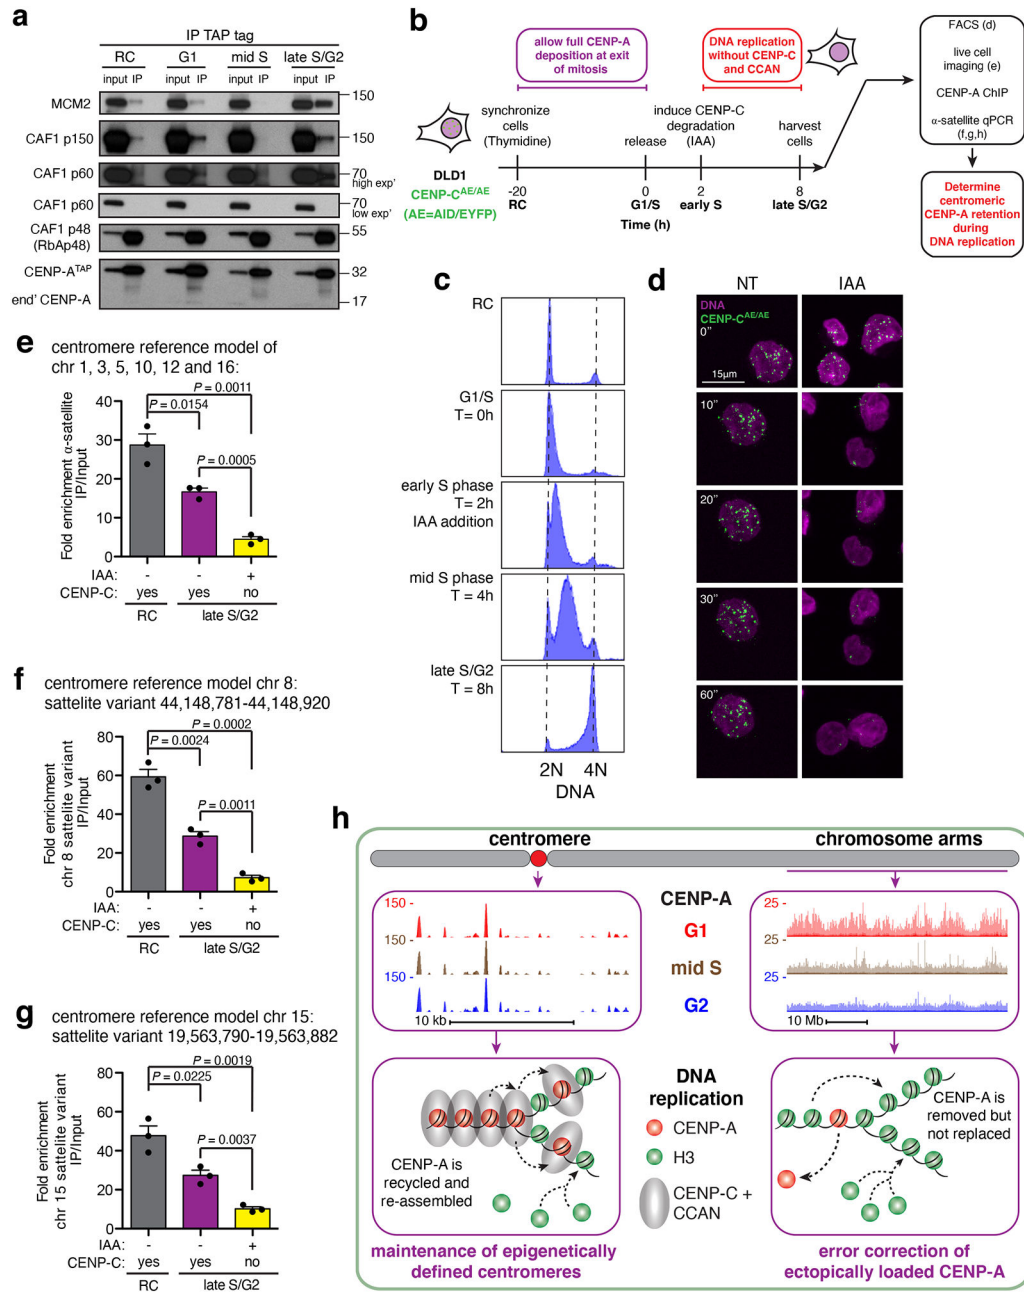 a
IP TAP tag
RC G1 mid S late S/G2
input IP input IP input IP input IP
MCM2 150
CAF1 p150 150
CAF1 p60 70
high exp'
CAF1 p60 70
low exp'
CAF1 p48
(RbAp48) 55
CENP-A^TAP 32
end' CENP-A 17
b
allow full CENP-A
deposition at exit
of mitosis
DNA replication
without CENP-C
and CCAN
synchronize
cells
(Thymidine)
release
induce CENP-C
degradation
(IAA)
harvest
cells
DLD1
CENP-C^AE/AE
(AE=AID/EYFP)
-20 0 2 8
RC G1/S early S late S/G2
Time (h)
FACS (d)
live cell
imaging (e)
CENP-A ChIP
α-satellite qPCR
(f,g,h)
Determine
centromeric
CENP-A retention
during
DNA replication
c
RC
G1/S
T= 0h
early S phase
T= 2h
IAA addition
mid S phase
T = 4h
late S/G2
T = 8h
2N 4N
DNA
d
NT IAA
DNA
CENP-C^AE/AE
0''
15µm
10''
20''
30''
60''
e
centromere reference model of
chr 1, 3, 5, 10, 12 and 16:
P = 0.0011
P = 0.0154
P = 0.0005
Fold enrichment α-satellite
IP/Input
40
30
20
10
0
IAA: - - +
CENP-C: yes yes no
RC late S/G2
f
centromere reference model chr 8:
sattelite variant 44,148,781-44,148,920
P = 0.0002
P = 0.0024
P = 0.0011
Fold enrichment
chr 8 sattelite variant
IP/Input
80
60
40
20
0
IAA: - - +
CENP-C: yes yes no
RC late S/G2
g
centromere reference model chr 15:
sattelite variant 19,563,790-19,563,882
P = 0.0019
P = 0.0225
P = 0.0037
Fold enrichment
chr 15 sattelite variant
IP/Input
80
60
40
20
0
IAA: - - +
CENP-C: yes yes no
RC late S/G2
h
centromere chromosome arms
CENP-A
150 - G1 25 -
150 - mid S 25 -
150 - G2 25 -
10 kb
10 Mb
DNA
replication
CENP-A
H3
CENP-C +
CCAN
CENP-A is
recycled and
re-assembled
CENP-A is
removed but
not replaced
maintenance of epigenetically
defined centromeres
error correction of
ectopically loaded CENP-A